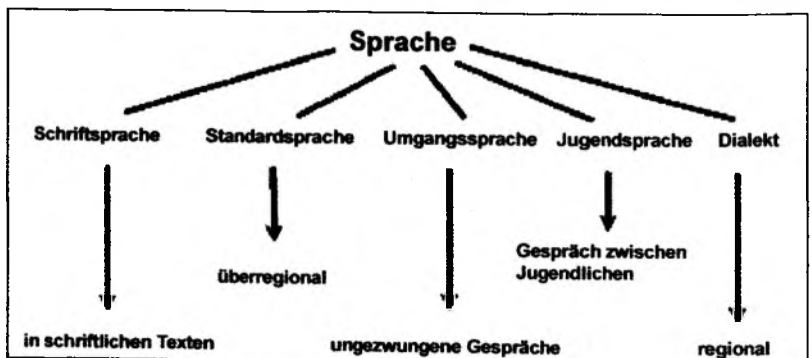 Sprache
Schriftsprache Standardsprache Umgangssprache Jugendsprache Dialekt
überregional
Gespräch zwischen
Jugendlichen
in schriftlichen Texten ungezwungene Gespräche regional